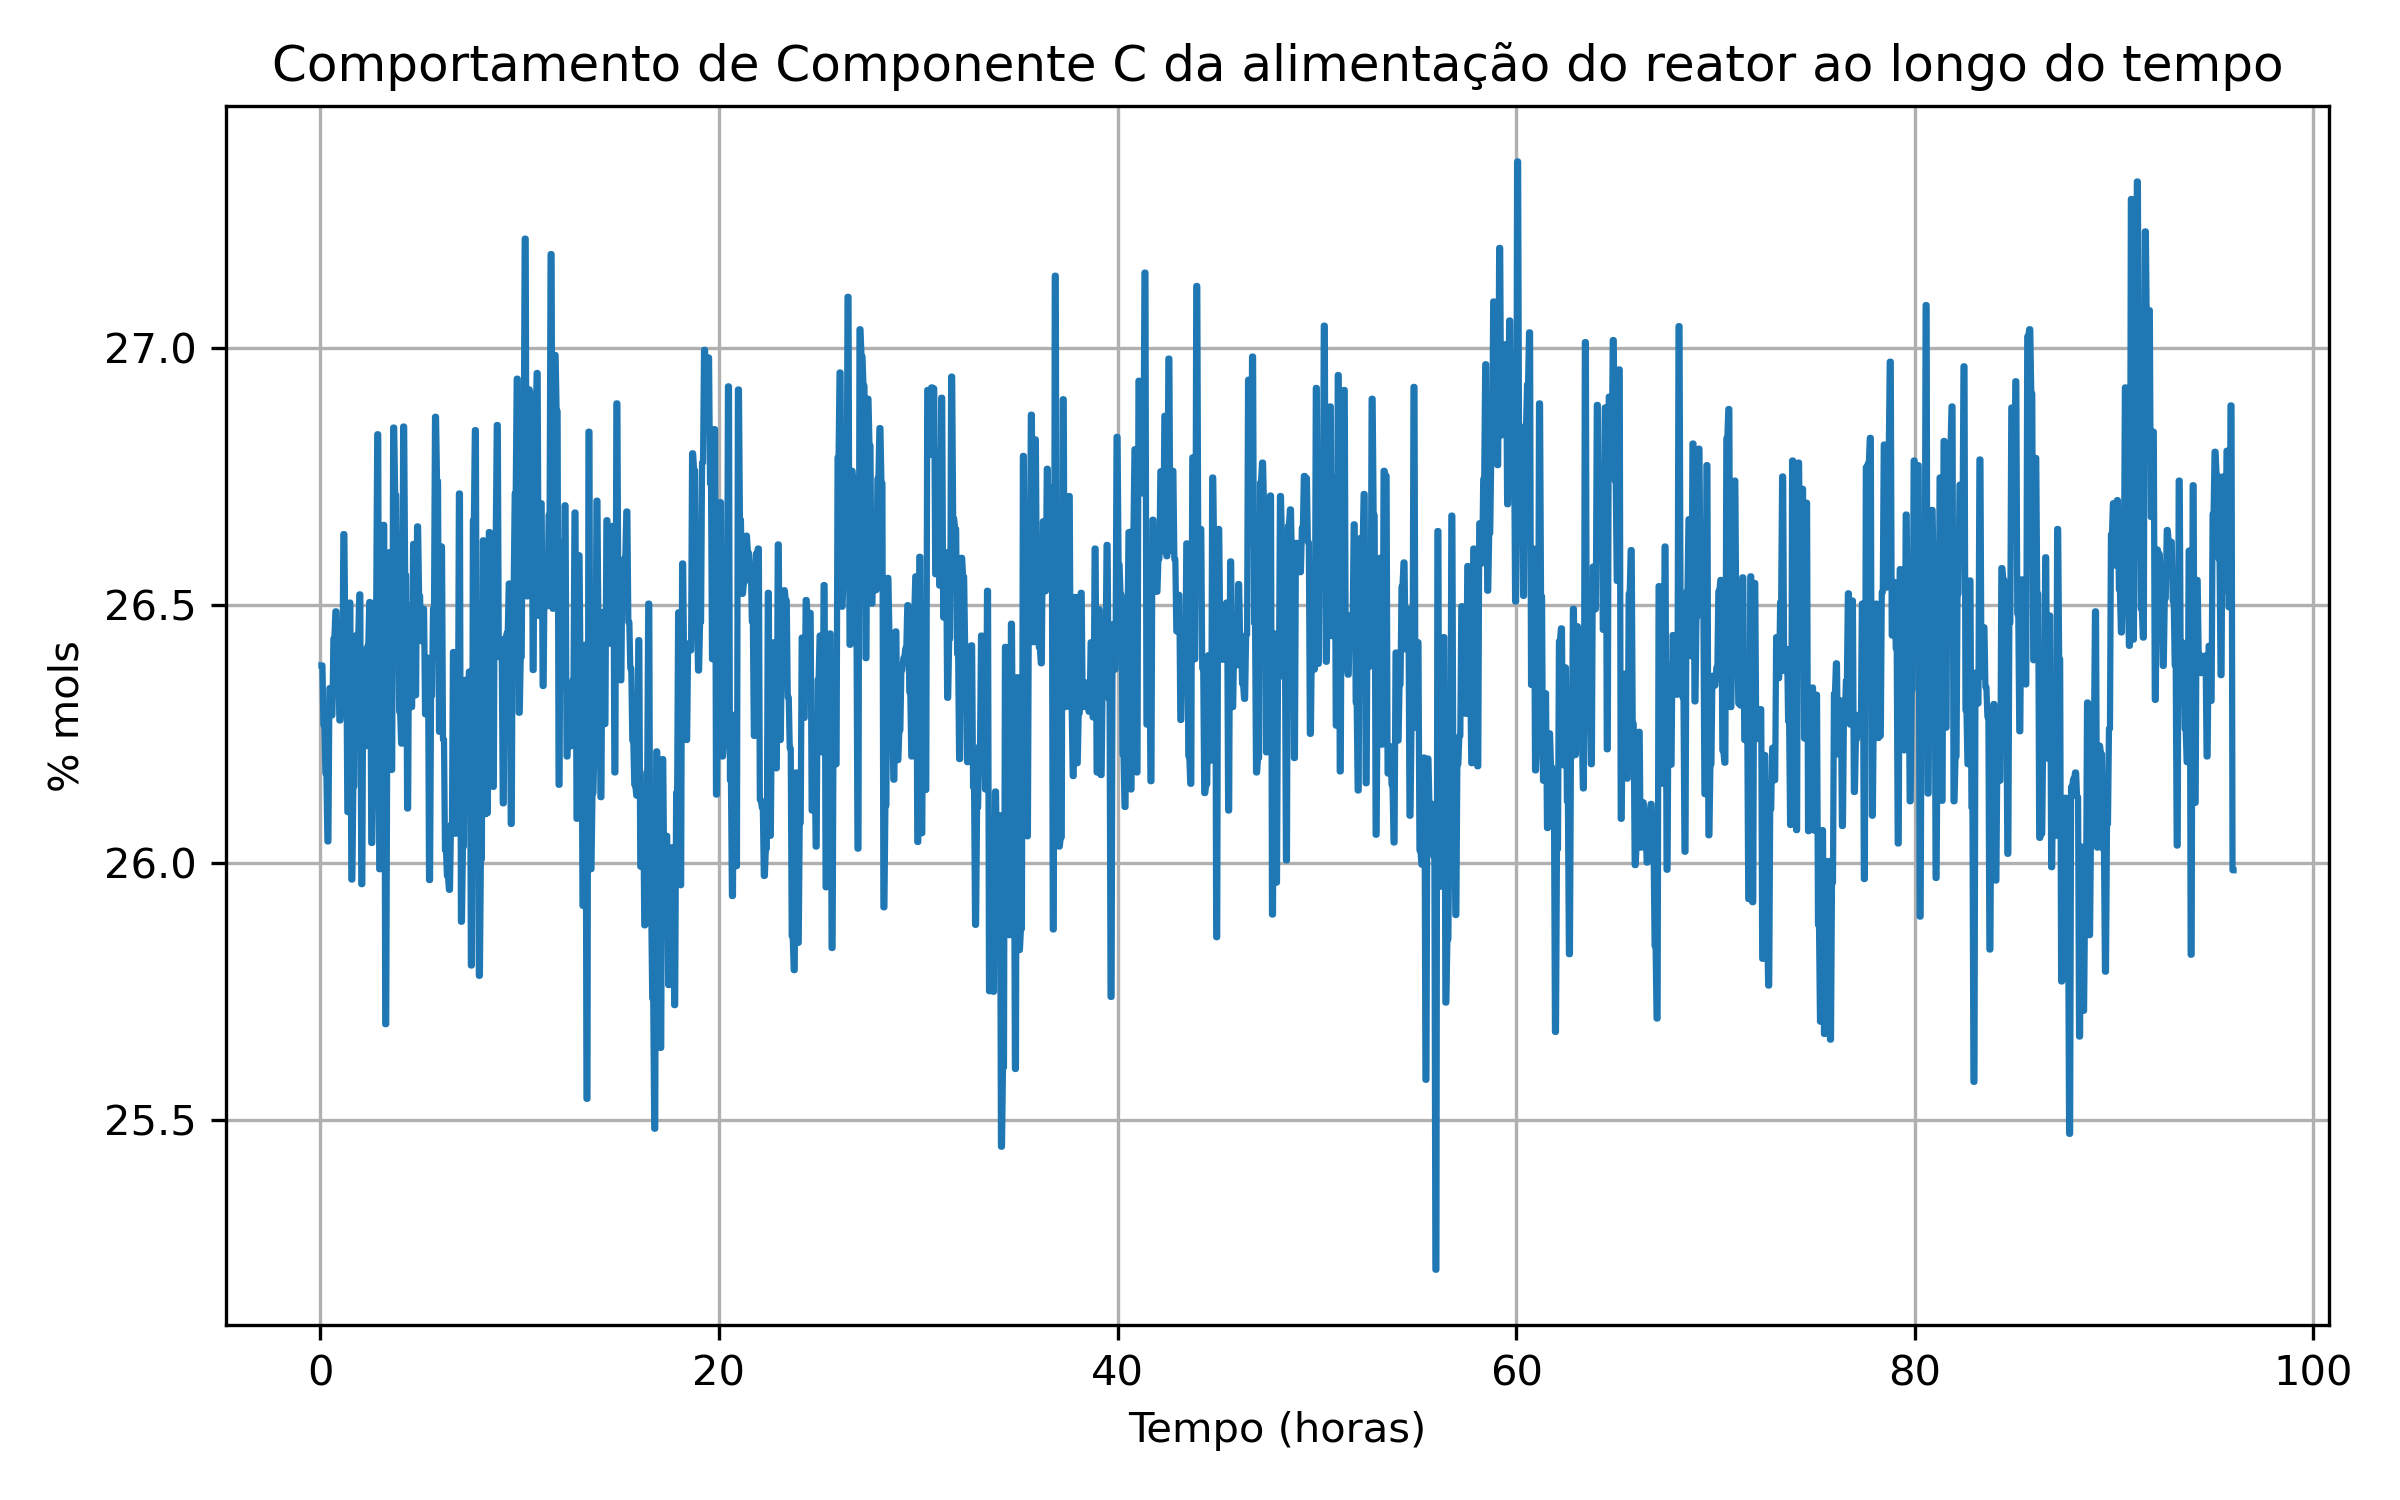 Comportamento de Componente C da alimentação do reator ao longo do tempo
% mols
27.0
26.5
26.0
25.5
0 20 40 60 80 100
Tempo (horas)